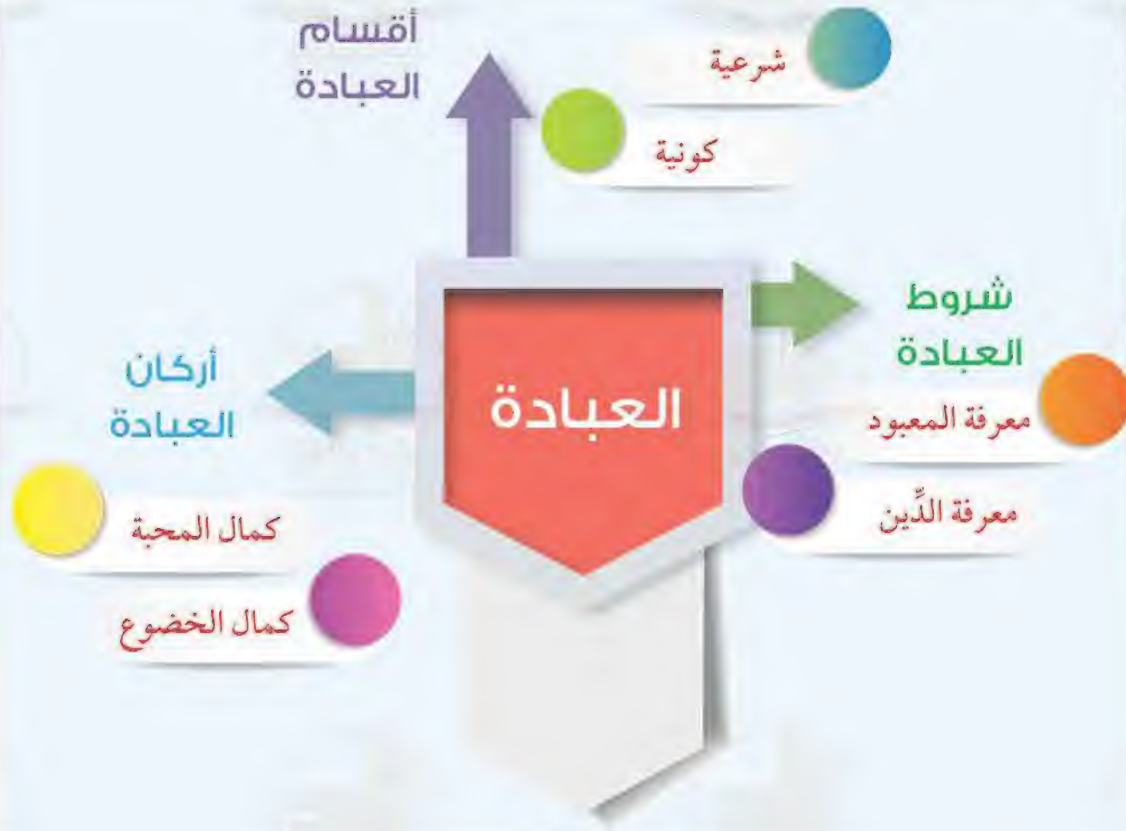 أقسام
العبادة
شرعية
كونية
شروط
العبادة
معرفة المعبود
معرفة الدِّين
العبادة
أركان
العبادة
كمال المحبة
كمال الخضوع